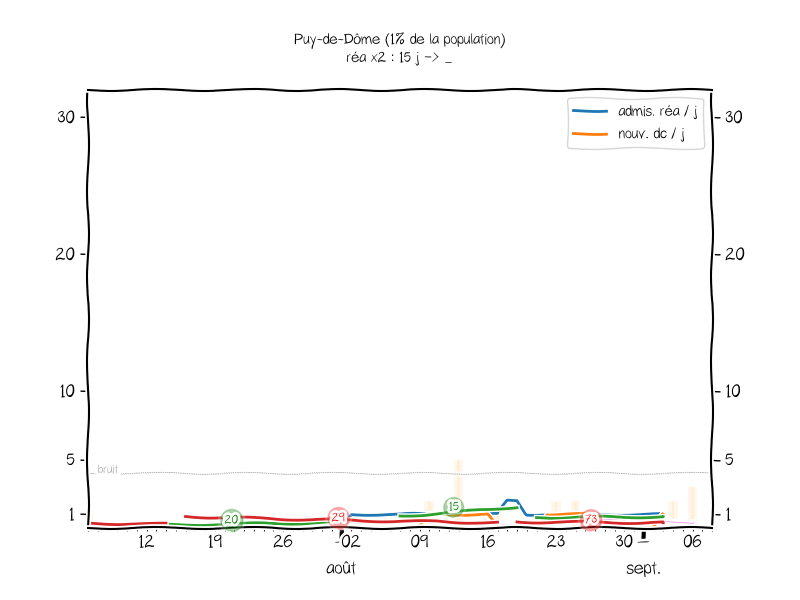 Puy-de-Dôme (1% de la population)
réa x2 : 15 j -> _
admis. réa / j
nouv. dc / j
30 30
20 20
10 10
5 5
bruit
1 1
20 29 15 73
12 19 26 02 09 16 23 30 06
août sept.